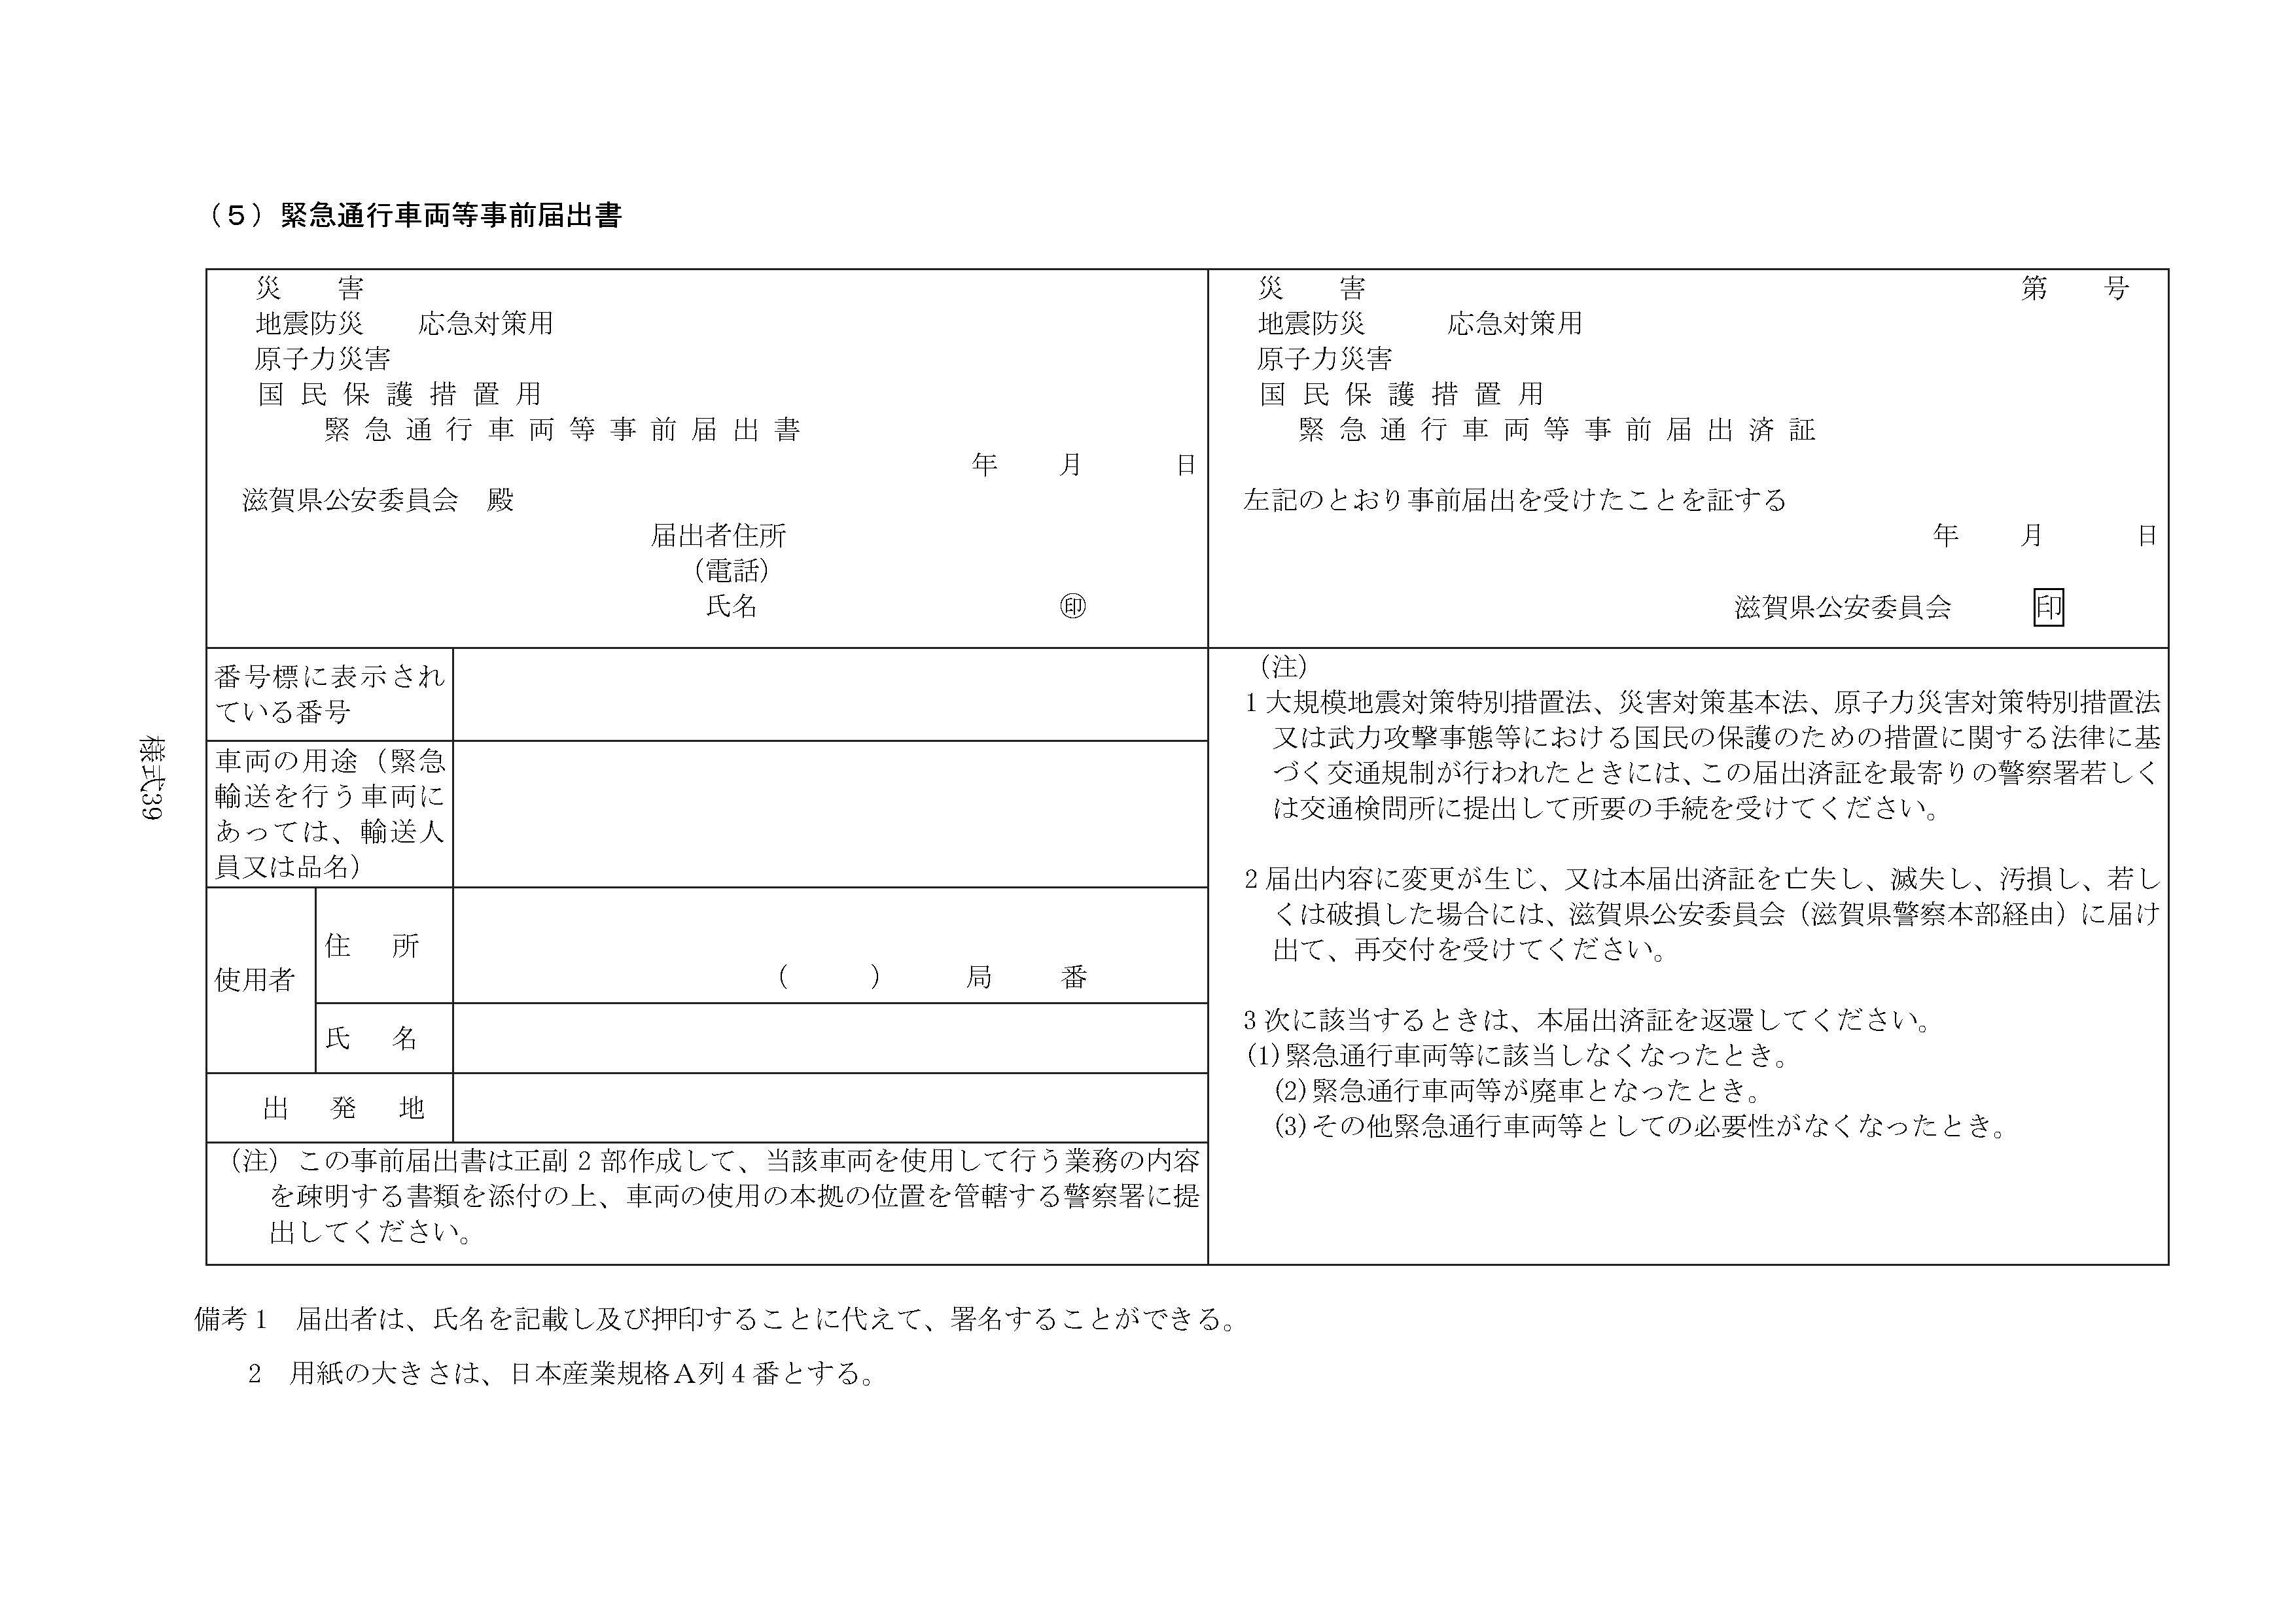 （５）緊急通行車両等事前届出書
災　　害
地震防災　　応急対策用
原子力災害
国民保護措置用
緊急通行車両等事前届出書
年　　月　　　日
滋賀県公安委員会　殿
届出者住所
（電話）
氏名　　　　　　　　　　　㊞
番号標に表示され
ている番号
車両の用途（緊急
輸送を行う車両に
あっては、輸送人
員又は品名）
使用者
住　所
（　　　）　　　局　　番
氏　名
出　発　地
（注）この事前届出書は正副２部作成して、当該車両を使用して行う業務の内容
を疎明する書類を添付の上、車両の使用の本拠の位置を管轄する警察署に提
出してください。
災　　害　　　　　　　　　　　　第　　号
地震防災　　　応急対策用
原子力災害
国民保護措置用
緊急通行車両等事前届出済証
左記のとおり事前届出を受けたことを証する
年　　月　　　日
滋賀県公安委員会　　　印
（注）
1 大規模地震対策特別措置法、災害対策基本法、原子力災害対策特別措置法
又は武力攻撃事態等における国民の保護のための措置に関する法律に基
づく交通規制が行われたときには、この届出済証を最寄りの警察署若しく
は交通検問所に提出して所要の手続を受けてください。
2 届出内容に変更が生じ、又は本届出済証を亡失し、滅失し、汚損し、若し
くは破損した場合には、滋賀県公安委員会（滋賀県警察本部経由）に届け
出て、再交付を受けてください。
3 次に該当するときは、本届出済証を返還してください。
(1)緊急通行車両等に該当しなくなったとき。
(2)緊急通行車両等が廃車となったとき。
(3)その他緊急通行車両等としての必要性がなくなったとき。
備考１　届出者は、氏名を記載し及び押印することに代えて、署名することができる。
２　用紙の大きさは、日本産業規格Ａ列４番とする。
様式39